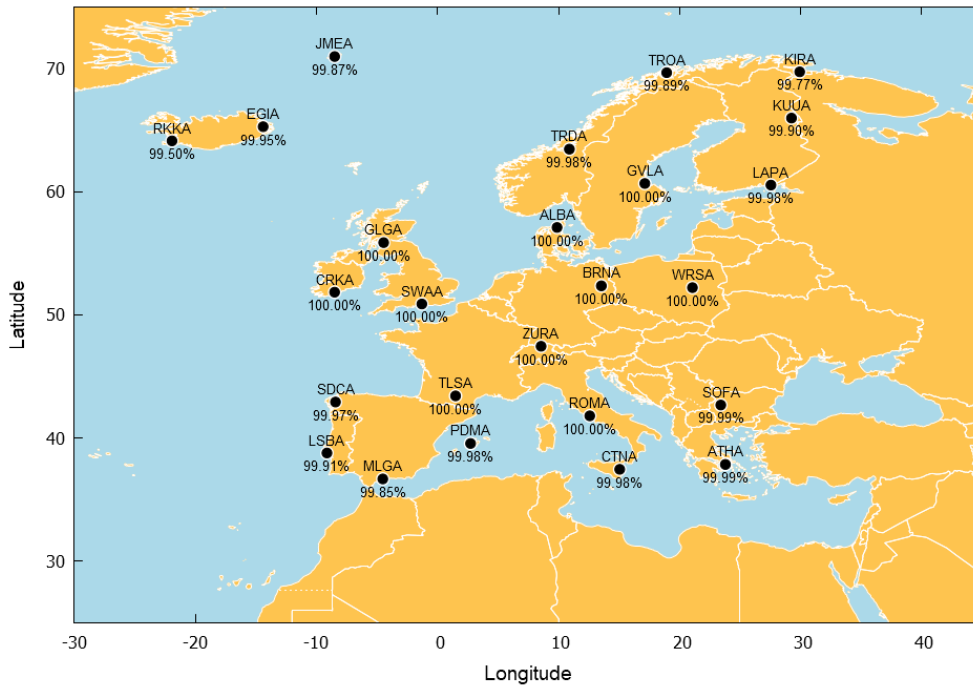 JMEA
99.87%
TROA
99.89%
KIRA
99.77%
KUUA
99.90%
EGIA
99.95%
RKKA
99.50%
TRDA
99.98%
GVLA
100.00%
LAPA
99.98%
ALBA
100.00%
GLGA
100.00%
CRKA
100.00%
SWAA
100.00%
BRNA
100.00%
WRSA
100.00%
ZURA
100.00%
SDCA
99.97%
TLSA
100.00%
ROMA
100.00%
SOFA
99.99%
LSBA
99.91%
PDMA
99.98%
MLGA
99.85%
CTNA
99.98%
ATHA
99.99%
70
60
50
40
30
Latitude
-30
-20
-10
0
10
20
30
40
Longitude